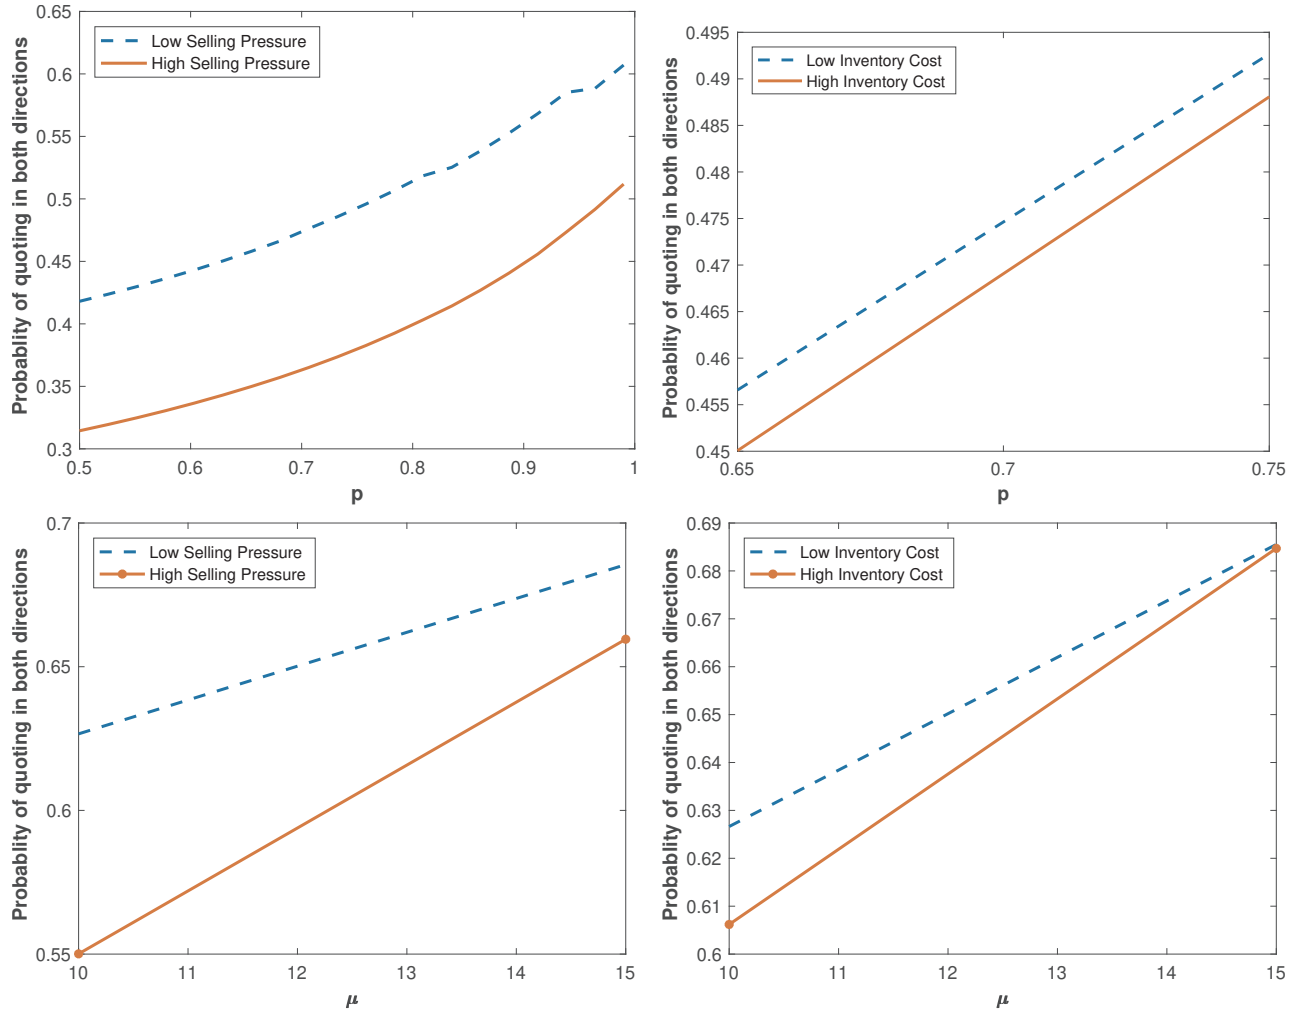 Probablity of quoting in both directions
0.65
0.6
0.55
0.5
0.45
0.4
0.35
0.3
Low Selling Pressure
High Selling Pressure
0.5 0.6 0.7 0.8 0.9 1
p
Probablity of quoting in both directions
0.495
0.49
0.485
0.48
0.475
0.47
0.465
0.46
0.455
0.45
Low Inventory Cost
High Inventory Cost
0.65 0.7 0.75
p
Probablity of quoting in both directions
0.7
0.65
0.6
0.55
Low Selling Pressure
High Selling Pressure
10 11 12 13 14 15
μ
Probablity of quoting in both directions
0.69
0.68
0.67
0.66
0.65
0.64
0.63
0.62
0.61
0.6
Low Inventory Cost
High Inventory Cost
10 11 12 13 14 15
μ